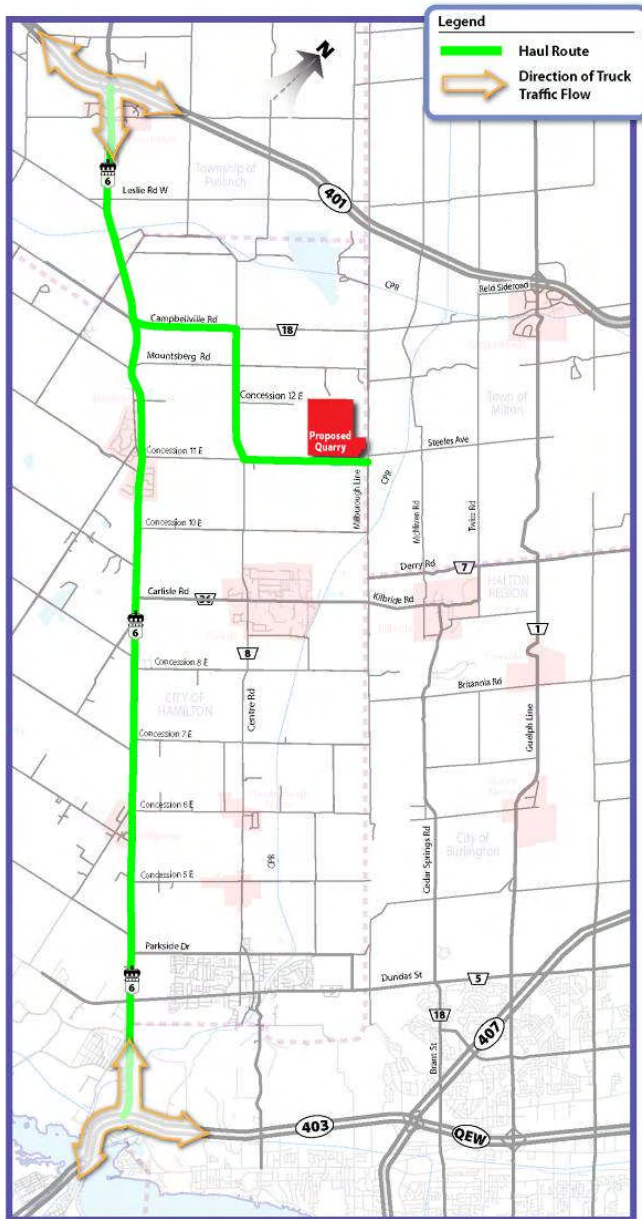 Legend
Haul Route
Direction of Truck
Traffic Flow
N
6
Township of
Puslinch
Leslie Rd W
401
CPR
Reid Sideroad
Campbellville Rd
18
Mountsberg Rd
Concession 12 E
Town of
Milton
Proposed
Quarry
Concession 11 E
Steeles Ave
Milborough Line
CPR
McNiven Rd
Twiss Rd
Concession 10 E
Derry Rd
7
Carlisle Rd
Kilbride Rd
HALTON
REGION
6
8
1
Concession 8 E
Centre Rd
Britannia Rd
CITY OF
HAMILTON
Guelph Line
Concession 7 E
Concession 6 E
City of
Burlington
Cedar Springs Rd
CPR
Concession 5 E
Parkside Dr
6
Dundas St
5
18
407
Brant St
403
QEW